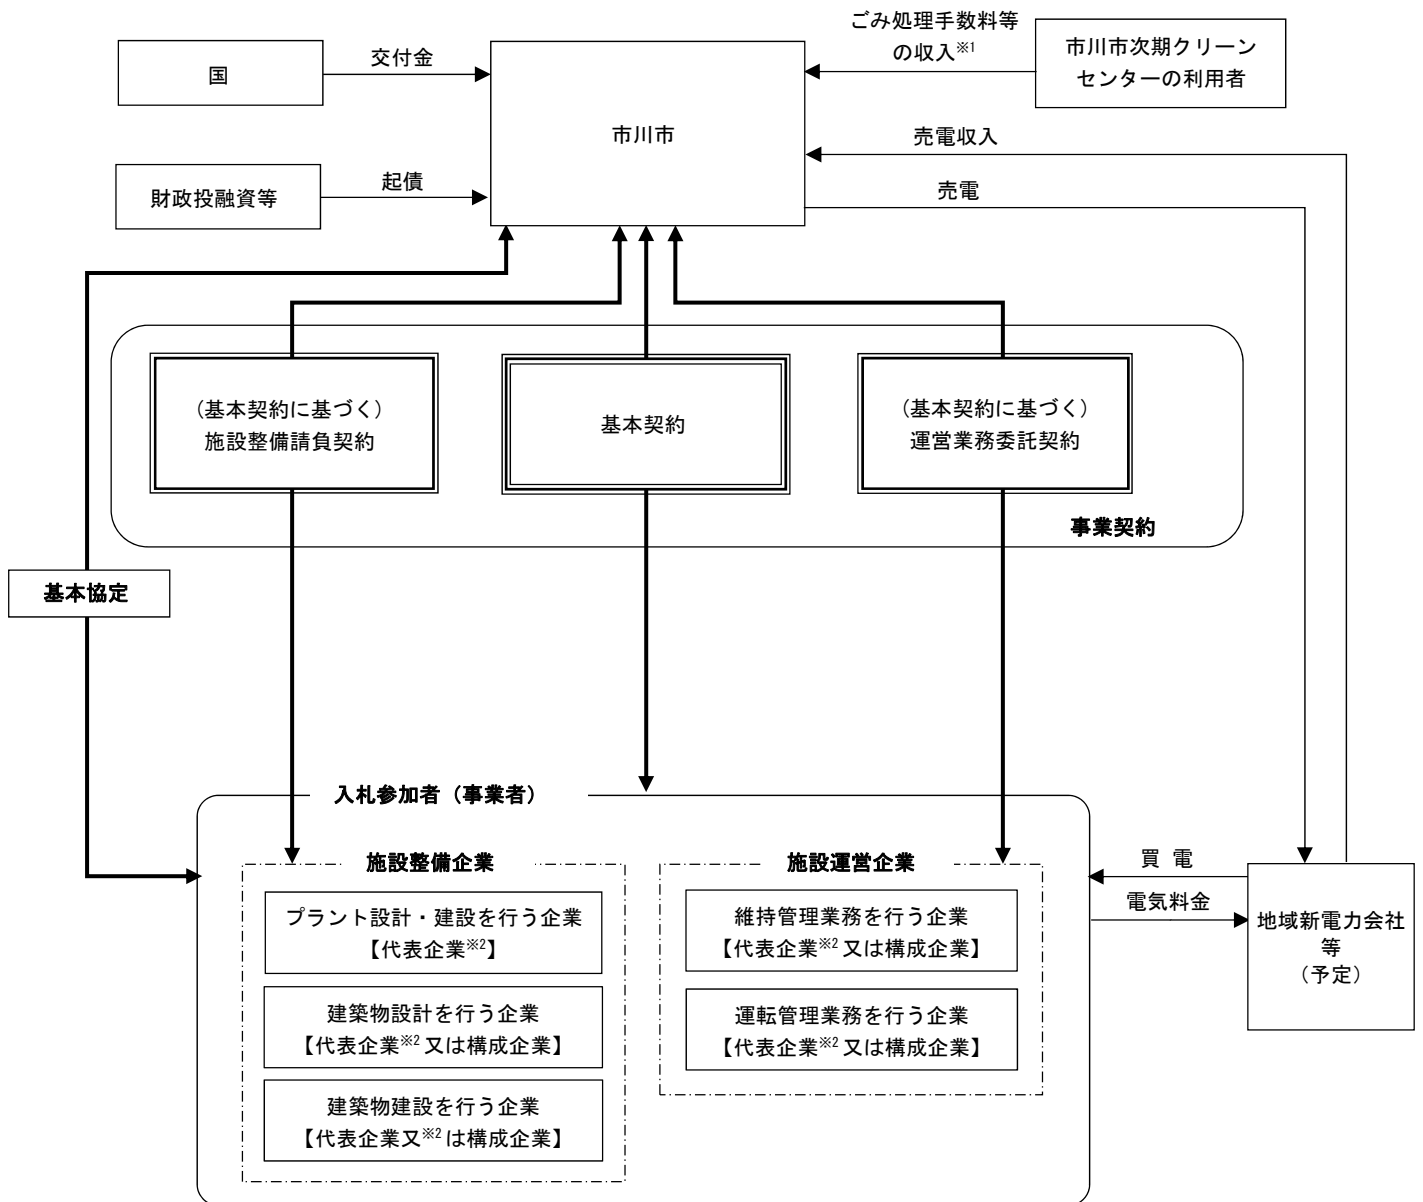 国
交付金
財政投融資等
起債
市川市
ごみ処理手数料等
の収入※1
市川市次期クリーン
センターの利用者
売電収入
売電
(基本契約に基づく)
施設整備請負契約
基本契約
(基本契約に基づく)
運営業務委託契約
事業契約
基本協定
入札参加者(事業者)
施設整備企業
プラント設計・建設を行う企業
【代表企業※2】
建築物設計を行う企業
【代表企業※2 又は構成企業】
建築物建設を行う企業
【代表企業又※2 は構成企業】
施設運営企業
維持管理業務を行う企業
【代表企業※2 又は構成企業】
運転管理業務を行う企業
【代表企業※2 又は構成企業】
買 電
電気料金
地域新電力会社
等
(予定)